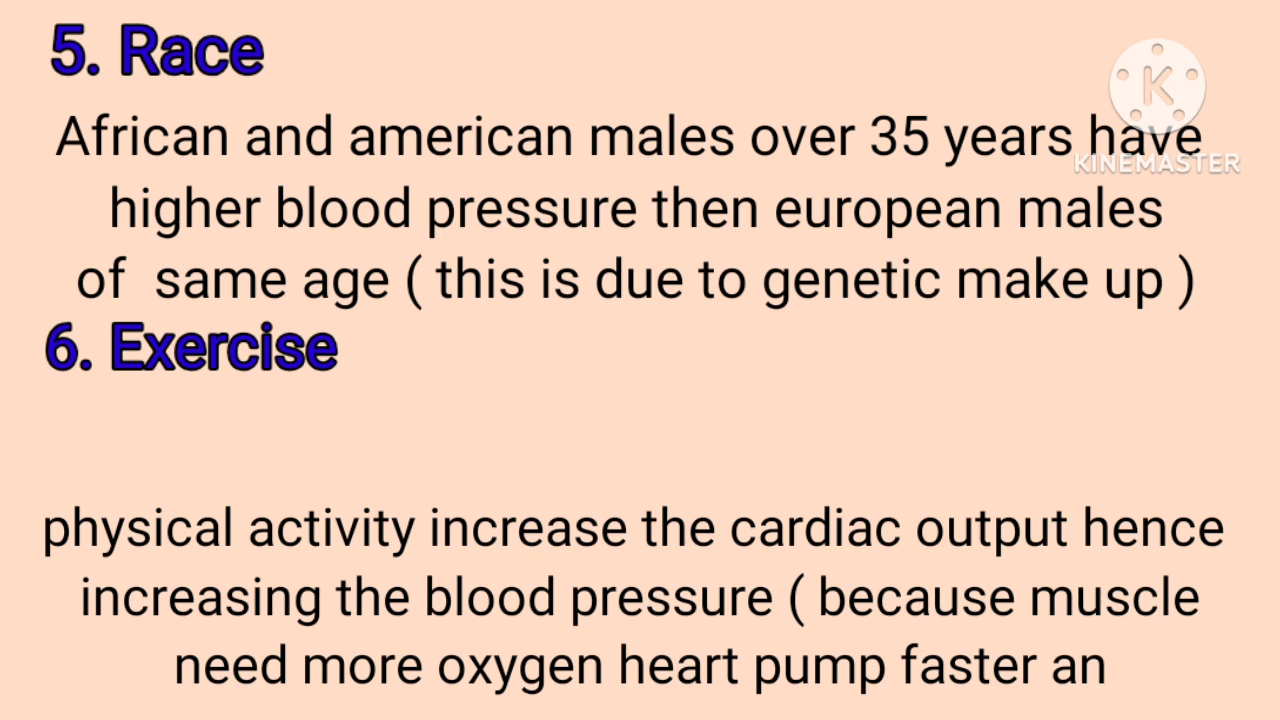 5. Race
African and american males over 35 years have
KINEMASTER
higher blood pressure then european males
of same age ( this is due to genetic make up )
6. Exercise
physical activity increase the cardiac output hence
increasing the blood pressure ( because muscle
need more oxygen heart pump faster an